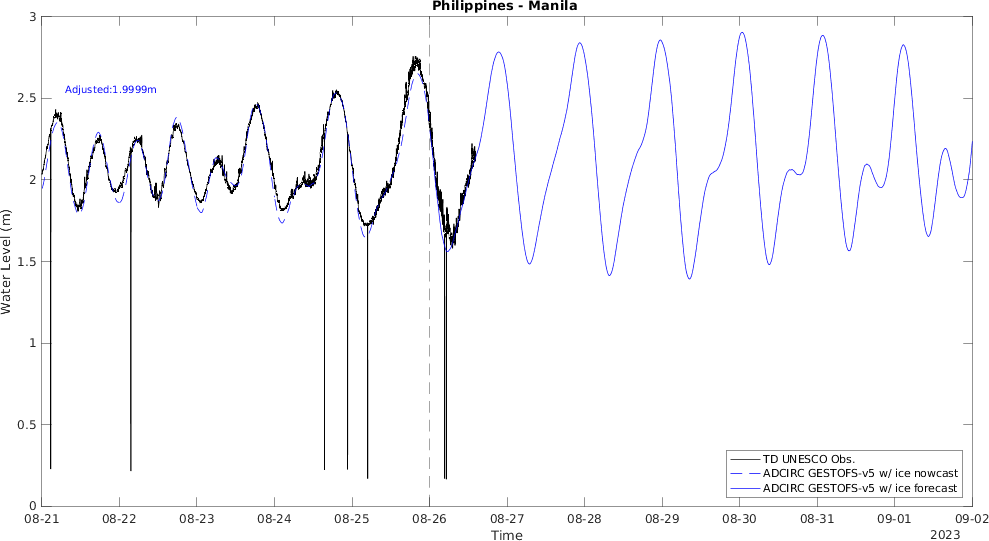 Philippines - Manila
3
2.5
2
1.5
1
0.5
0
Water Level (m)
Adjusted:1.9999m
TD UNESCO Obs.
ADCIRC GESTOFS-v5 w/ ice nowcast
ADCIRC GESTOFS-v5 w/ ice forecast
08-21 08-22 08-23 08-24 08-25 08-26 08-27 08-28 08-29 08-30 08-31 09-01 09-02
Time
2023